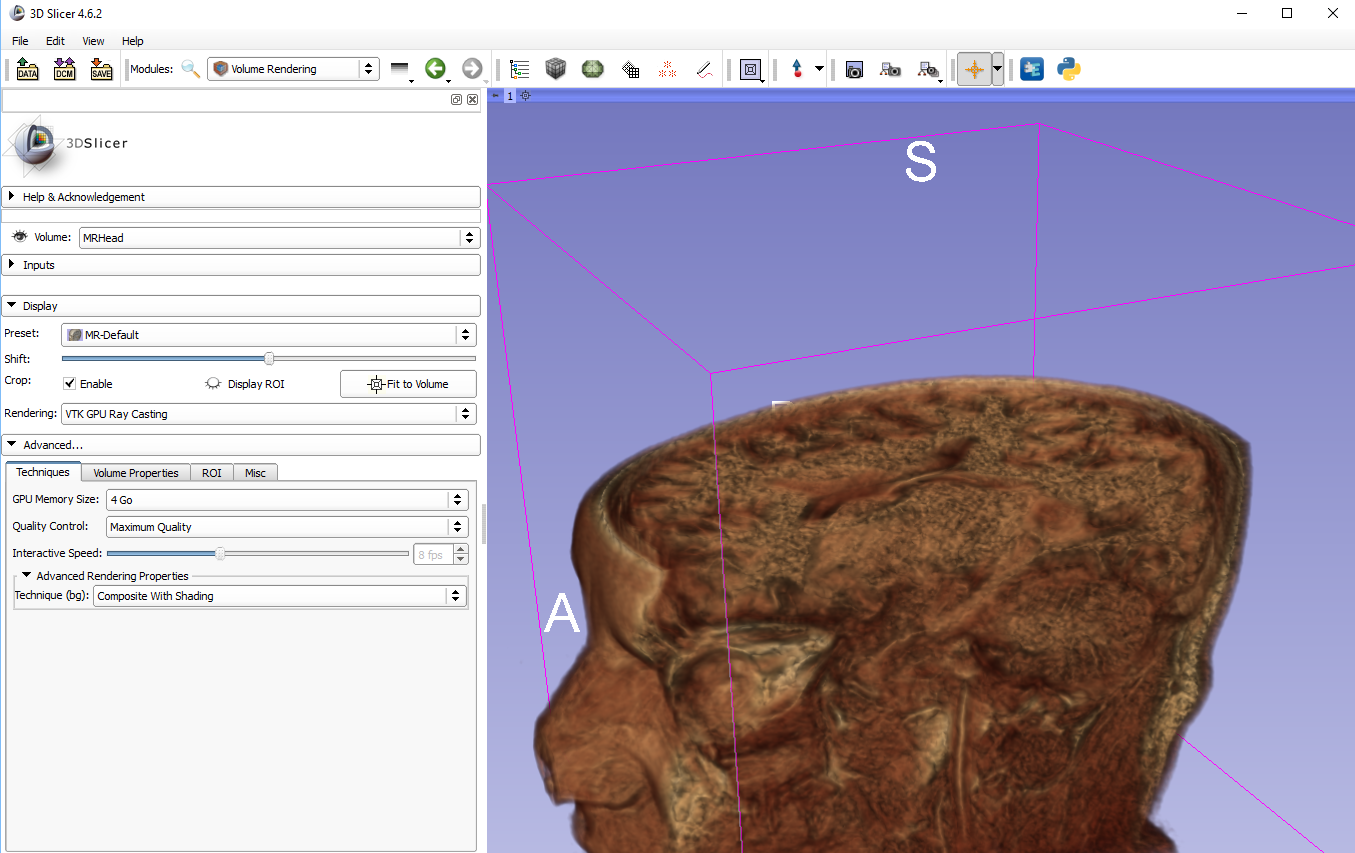 3D Slicer 4.6.2
File Edit View Help
DATA DCM SAVE Modules: Volume Rendering
1
3DSlicer
Help & Acknowledgement
Volume: MRHead
Inputs
Display
Preset: MR-Default
Shift:
Crop: Enable Display ROI Fit to Volume
Rendering: VTK GPU Ray Casting
Advanced...
Techniques Volume Properties ROI Misc
GPU Memory Size: 4 Go
Quality Control: Maximum Quality
Interactive Speed: 8 fps
Advanced Rendering Properties
Technique (bg): Composite With Shading
S
A